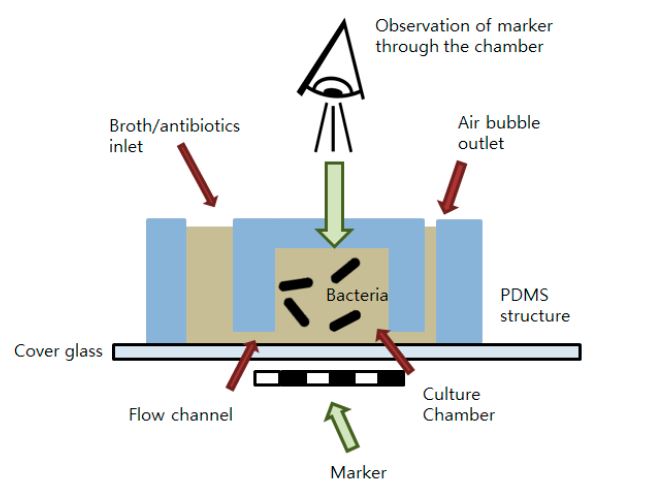 Observation of marker
through the chamber
Broth/antibiotics
inlet
Air bubble
outlet
Bacteria
PDMS
structure
Cover glass
Flow channel
Culture
Chamber
Marker